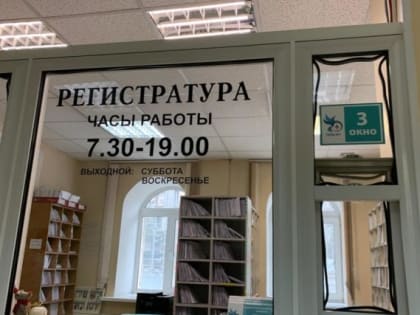 РЕГИСТРАТУРА
ЧАСЫ РАБОТЫ
7.30-19.00
ВЫХОДНОЙ: СУББОТА
ВОСКРЕСЕНЬЕ
3
ОКНО